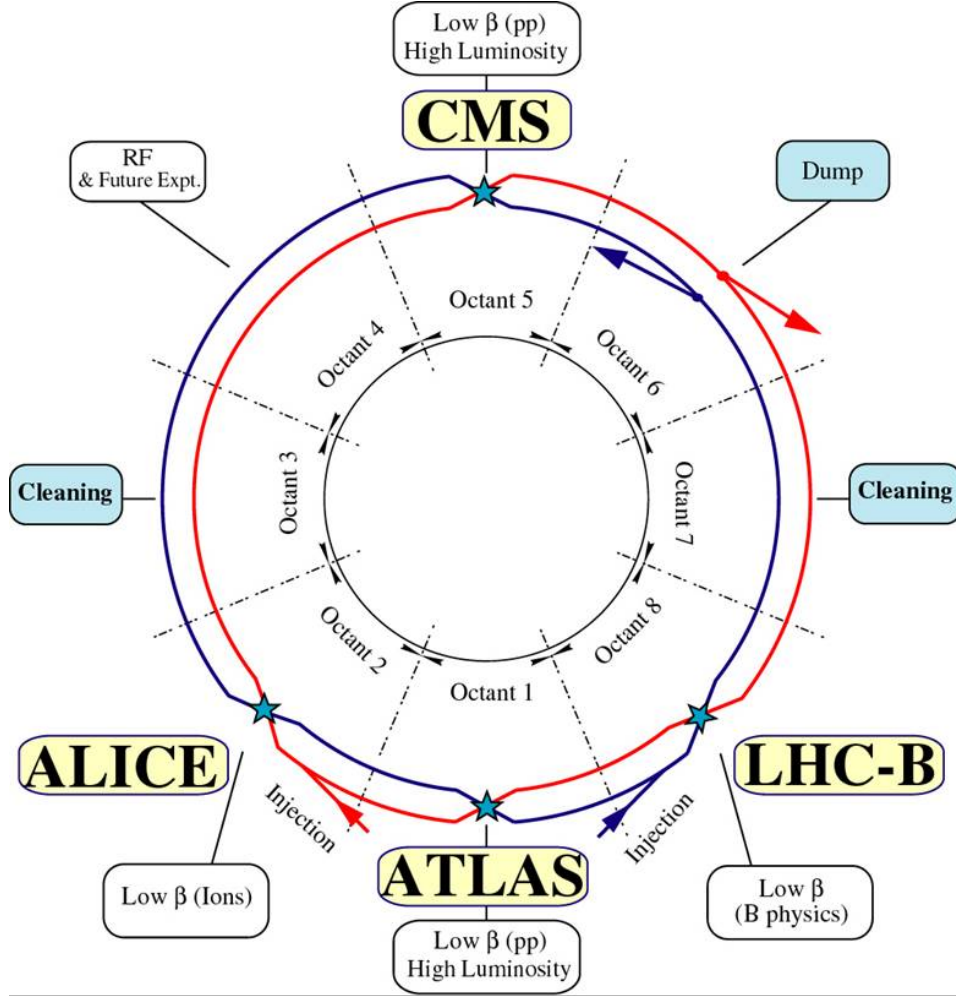 Low β (pp)
High Luminosity
CMS
RF
& Future Expt.
Dump
Octant 5
Octant 4
Octant 6
Cleaning
Octant 3
Octant 7
Cleaning
Octant 2
Octant 8
Octant 1
ALICE
LHC-B
Injection
Injection
ATLAS
Low β (Ions)
Low β
(B physics)
Low β (pp)
High Luminosity